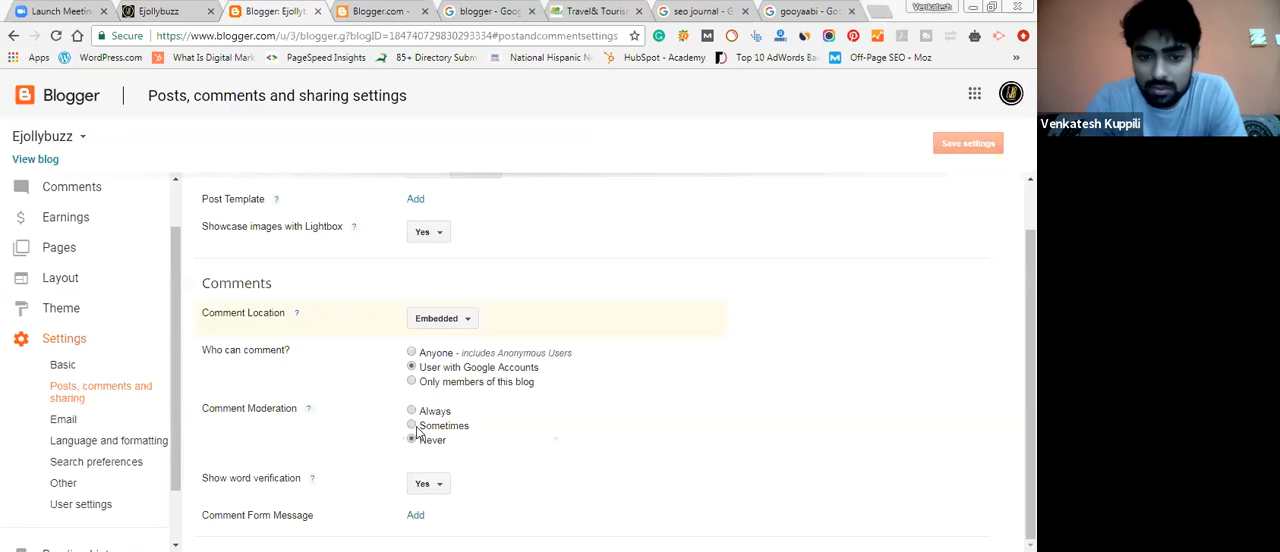 Launch Meeting
Ejollybuzz
Blogger: Ejollyb
Blogger.com -
blogger - Goog
Travel& Tourism
seo journal - G
gooyaabi - Goo
Venkatesh
Secure
https://www.blogger.com/u/3/blogger.g?blogID=184740729830293334#postandcommentsettings
Apps
WordPress.com
What Is Digital Mark
PageSpeed Insights
85+ Directory Subm
National Hispanic N
HubSpot - Academy
Top 10 AdWords Ba
Off-Page SEO - Moz
Blogger
Posts, comments and sharing settings
Venkatesh Kuppili
Ejollybuzz
View blog
Save settings
Comments
Earnings
Pages
Layout
Theme
Settings
Basic
Posts, comments and
sharing
Email
Language and formatting
Search preferences
Other
User settings
Post Template ? Add
Showcase images with Lightbox ? Yes
Comments
Comment Location ? Embedded
Who can comment? Anyone - includes Anonymous Users
User with Google Accounts
Only members of this blog
Comment Moderation ? Always
Sometimes
Never
Show word verification ? Yes
Comment Form Message Add